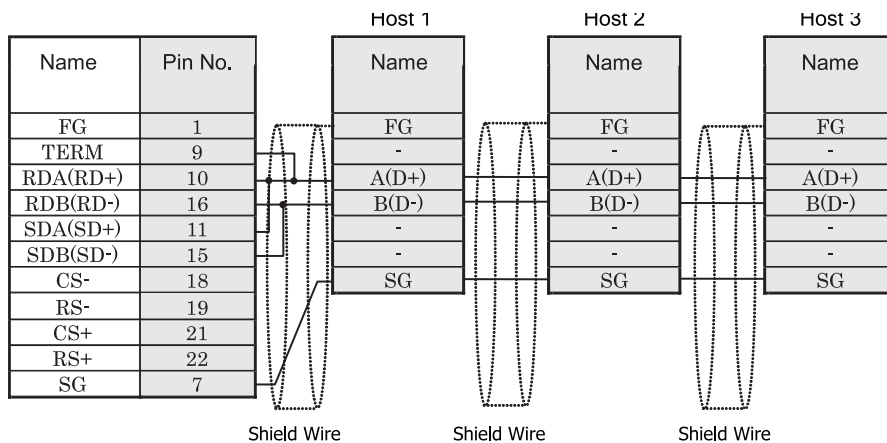 Host 1 Host 2 Host 3
Name Pin No. Name Name Name
FG 1 FG FG FG
TERM 9 - - -
RDA(RD+) 10 A(D+) A(D+) A(D+)
RDB(RD-) 16 B(D-) B(D-) B(D-)
SDA(SD+) 11 - - -
SDB(SD-) 15 - - -
CS- 18 SG SG SG
RS- 19
CS+ 21
RS+ 22
SG 7
Shield Wire Shield Wire Shield Wire